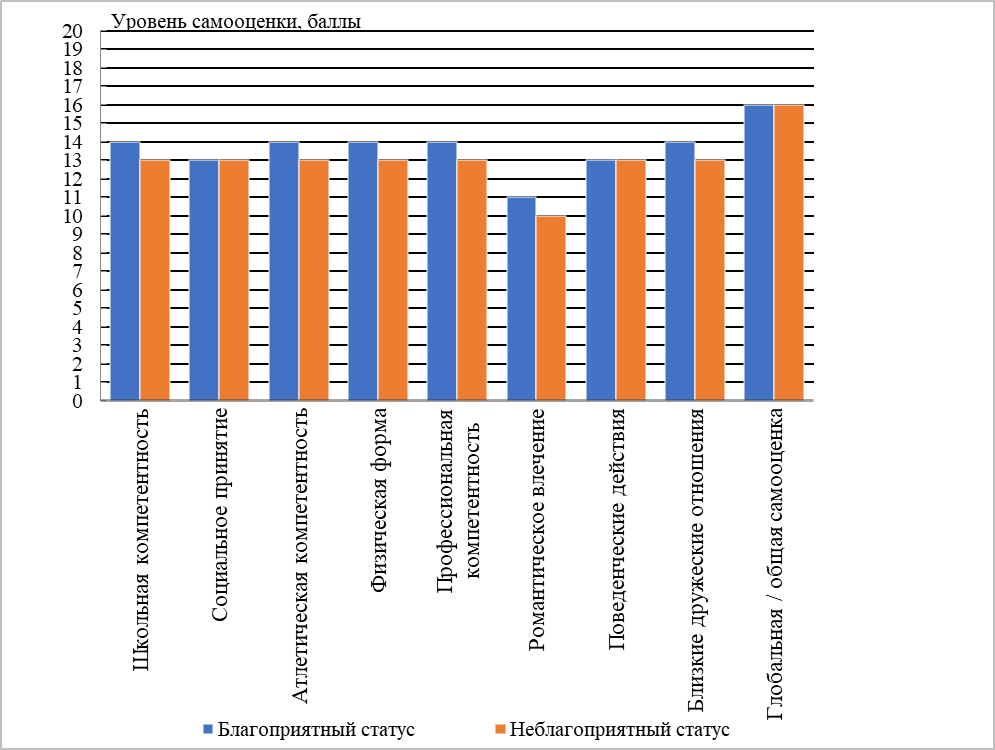 Уровень самооценки, баллы
20
19
18
17
16
15
14
13
12
11
10
9
8
7
6
5
4
3
2
1
0
Школьная компетентность
Социальное принятие
Атлетическая компетентность
Физическая форма
Профессиональная
компетентность
Романтическое влечение
Поведенческие действия
Близкие дружеские отношения
Глобальная / общая самооценка
Благоприятный статус
Неблагоприятный статус